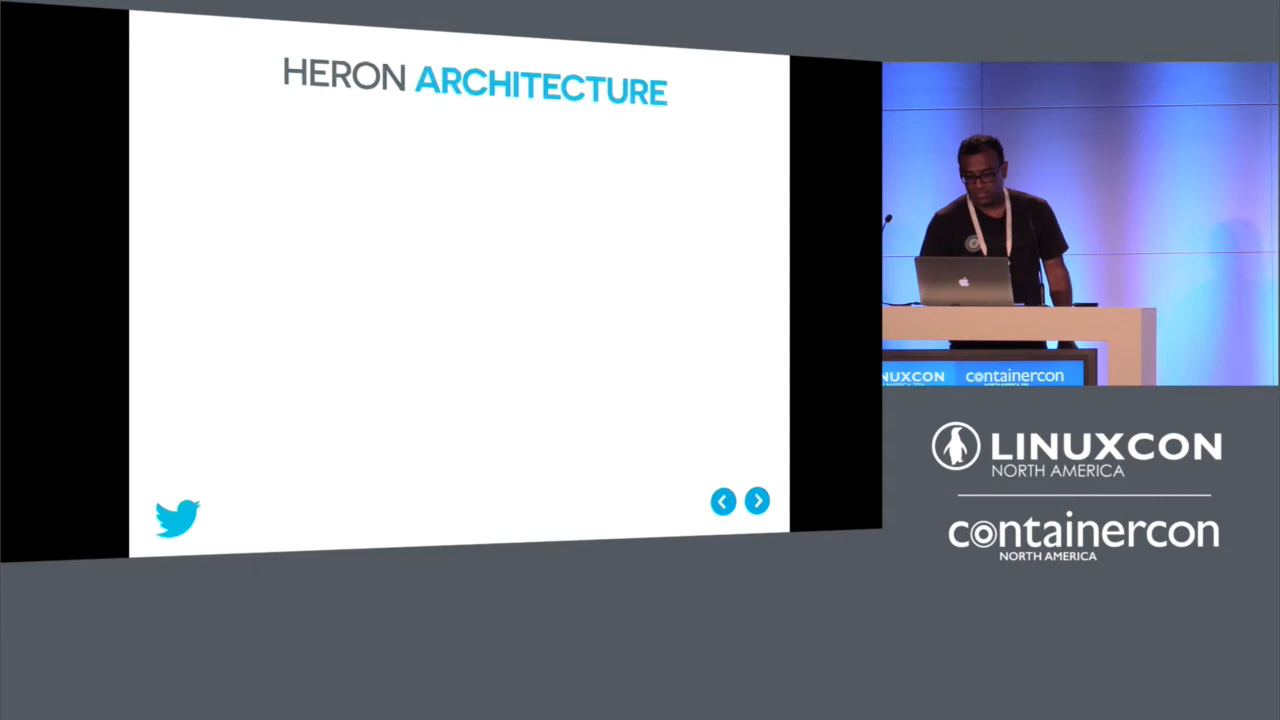 HERON ARCHITECTURE
NUXCON
containercon
LINUXCON
NORTH AMERICA
containercon
NORTH AMERICA